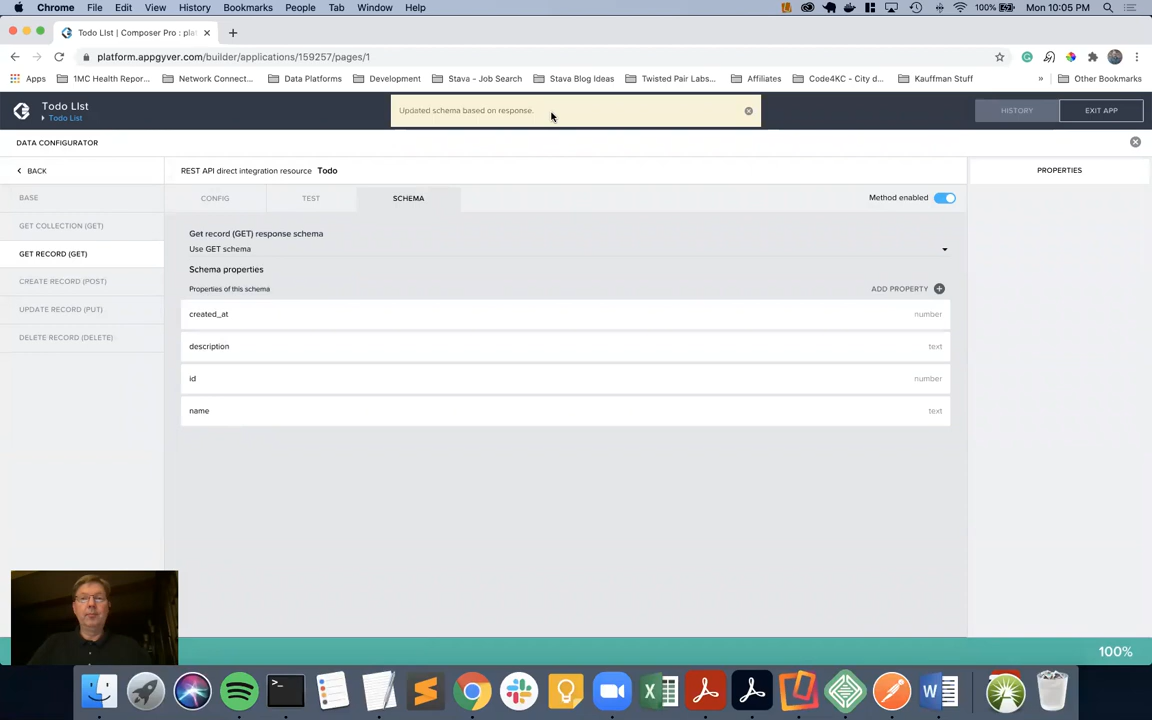 Chrome File Edit View History Bookmarks People Tab Window Help 100% Mon 10:05 PM
Todo LIst | Composer Pro : pla
platform.appgyver.com/builder/applications/159257/pages/1
Apps 1MC Health Repor... Network Connect... Data Platforms Development Stava - Job Search Stava Blog Ideas Twisted Pair Labs... Affiliates Code4KC - City d... Kauffman Stuff » Other Bookmarks
Todo LIst
Todo List
Updated schema based on response.
HISTORY
EXIT APP
DATA CONFIGURATOR
BACK
REST API direct integration resource Todo
PROPERTIES
BASE
CONFIG
TEST
SCHEMA
Method enabled
GET COLLECTION (GET)
GET RECORD (GET)
CREATE RECORD (POST)
UPDATE RECORD (PUT)
DELETE RECORD (DELETE)
Get record (GET) response schema
Use GET schema
Schema properties
Properties of this schema
ADD PROPERTY
created_at number
description text
id number
name text
100%